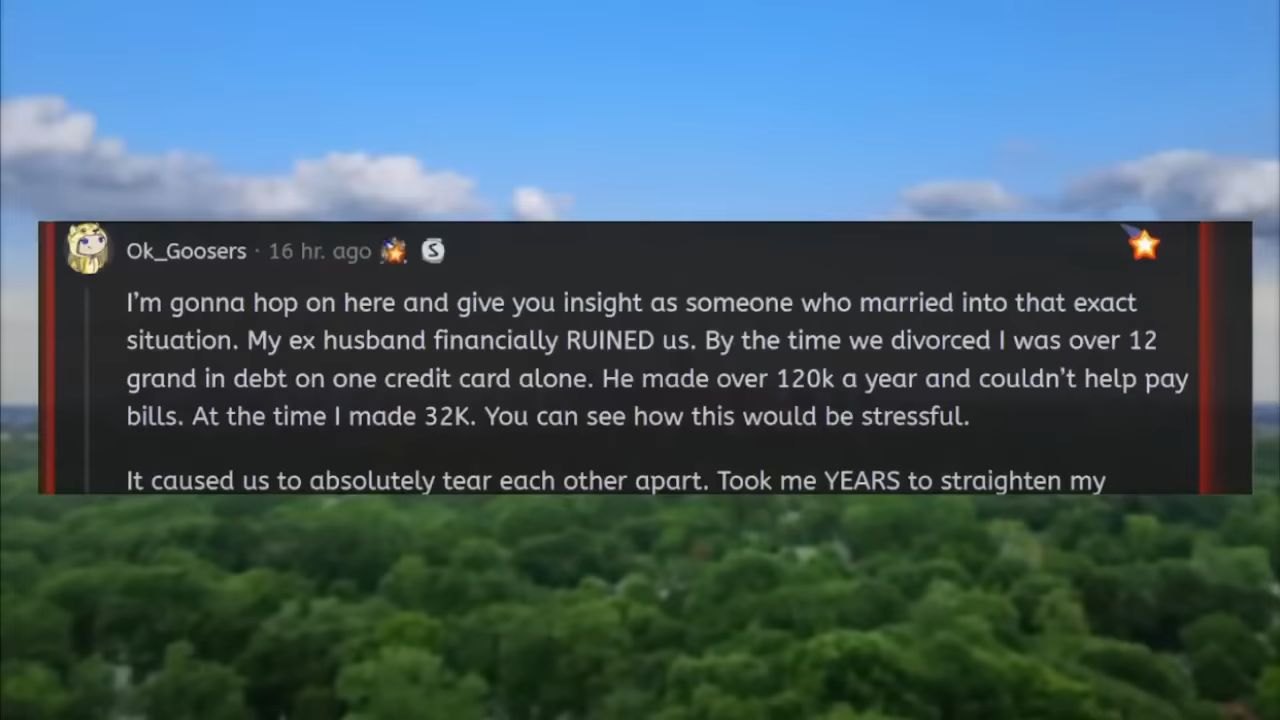 Ok_Goosers · 16 hr. ago S
I'm gonna hop on here and give you insight as someone who married into that exact
situation. My ex husband financially RUINED us. By the time we divorced I was over 12
grand in debt on one credit card alone. He made over 120k a year and couldn't help pay
bills. At the time I made 32K. You can see how this would be stressful.
It caused us to absolutely tear each other apart. Took me YEARS to straighten my